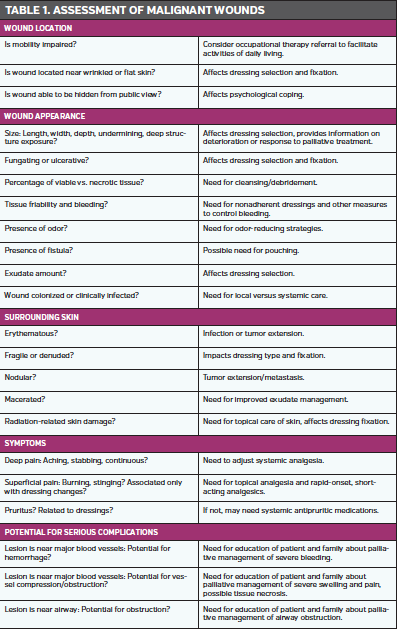 TABLE 1. ASSESSMENT OF MALIGNANT WOUNDS
WOUND LOCATION
Is mobility impaired?
Consider occupational therapy referral to facilitate
activities of daily living.
Is wound located near wrinkled or flat skin?
Affects dressing selection and fixation.
Is wound able to be hidden from public view?
Affects psychological coping.
WOUND APPEARANCE
Size: Length, width, depth, undermining, deep struc-
ture exposure?
Affects dressing selection, provides information on
deterioration or response to palliative treatment.
Fungating or ulcerative?
Affects dressing selection and fixation.
Percentage of viable vs. necrotic tissue?
Need for cleansing/debridement.
Tissue friability and bleeding?
Need for nonadherent dressings and other measures
to control bleeding.
Presence of odor?
Need for odor-reducing strategies.
Presence of fistula?
Possible need for pouching.
Exudate amount?
Affects dressing selection.
Wound colonized or clinically infected?
Need for local versus systemic care.
SURROUNDING SKIN
Erythematous?
Infection or tumor extension.
Fragile or denuded?
Impacts dressing type and fixation.
Nodular?
Tumor extension/metastasis.
Macerated?
Need for improved exudate management.
Radiation-related skin damage?
Need for topical care of skin, affects dressing fixation.
SYMPTOMS
Deep pain: Aching, stabbing, continuous?
Need to adjust systemic analgesia.
Superficial pain: Burning, stinging? Associated only
with dressing changes?
Need for topical analgesia and rapid-onset, short-
acting analgesics.
Pruritus? Related to dressings?
If not, may need systemic antipruritic medications.
POTENTIAL FOR SERIOUS COMPLICATIONS
Lesion is near major blood vessels: Potential for
hemorrhage?
Need for education of patient and family about pallia-
tive management of severe bleeding.
Lesion is near major blood vessels: Potential for ves-
sel compression/obstruction?
Need for education of patient and family about
palliative management of severe swelling and pain,
possible tissue necrosis.
Lesion is near airway: Potential for obstruction?
Need for education of patient and family about pallia-
tive management of airway obstruction.